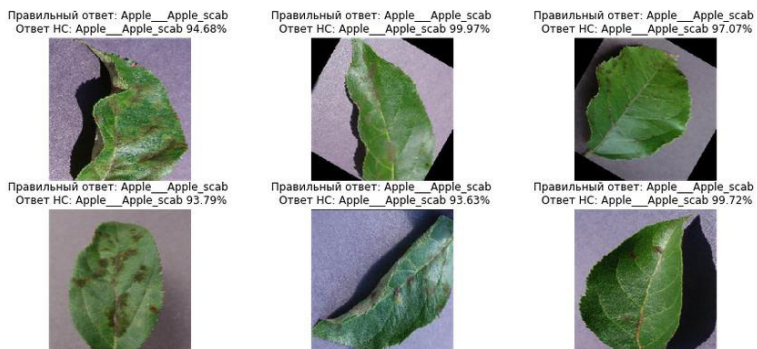 Правильный ответ: Apple___Apple_scab
Ответ НС: Apple___Apple_scab 94.68%
Правильный ответ: Apple___Apple_scab
Ответ НС: Apple___Apple_scab 99.97%
Правильный ответ: Apple___Apple_scab
Ответ НС: Apple___Apple_scab 97.07%
Правильный ответ: Apple___Apple_scab
Ответ НС: Apple___Apple_scab 93.79%
Правильный ответ: Apple___Apple_scab
Ответ НС: Apple___Apple_scab 93.63%
Правильный ответ: Apple___Apple_scab
Ответ НС: Apple___Apple_scab 99.72%